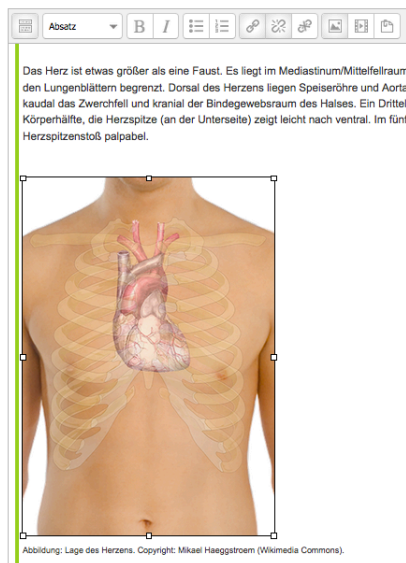 Absatz
B I
Das Herz ist etwas größer als eine Faust. Es liegt im Mediastinum/Mittelfellraum
den Lungenblättern begrenzt. Dorsal des Herzens liegen Speiseröhre und Aorta
kaudal das Zwerchfell und kranial der Bindegewebsraum des Halses. Ein Drittel
Körperhälfte, die Herzspitze (an der Unterseite) zeigt leicht nach ventral. Im
Herzspitzenstoß palpabel.
Abbildung: Lage des Herzens. Copyright: Mikael Haeggstroem (Wikimedia Commons).